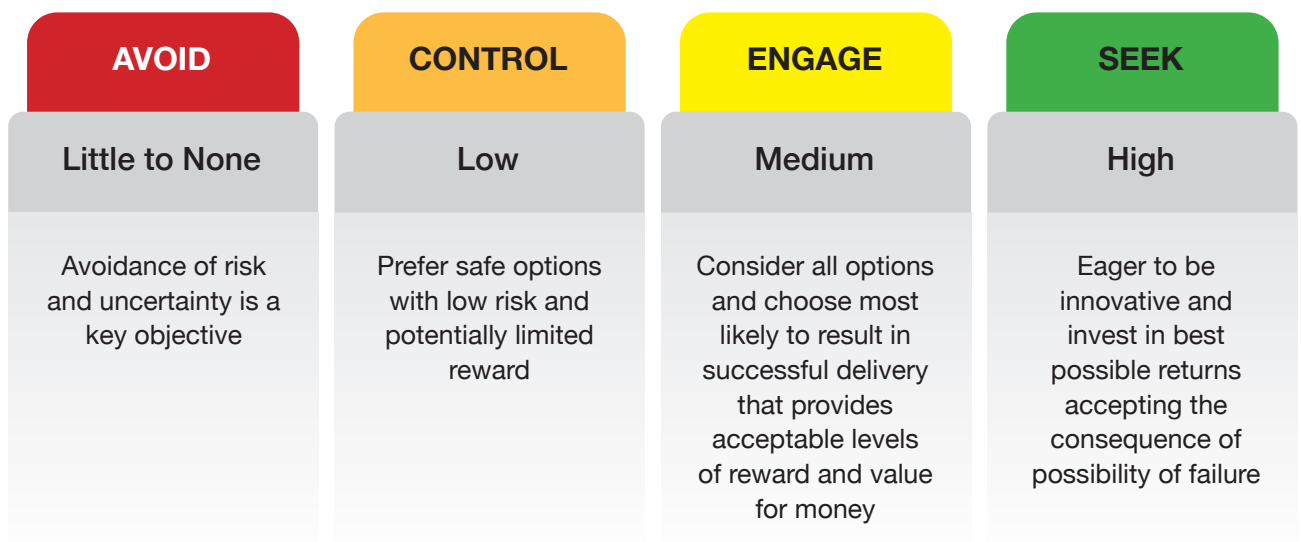 AVOID
Little to None
Avoidance of risk
and uncertainty is a
key objective
CONTROL
Low
Prefer safe options
with low risk and
potentially limited
reward
ENGAGE
Medium
Consider all options
and choose most
likely to result in
successful delivery
that provides
acceptable levels
of reward and value
for money
SEEK
High
Eager to be
innovative and
invest in best
possible returns
accepting the
consequence of
possibility of failure